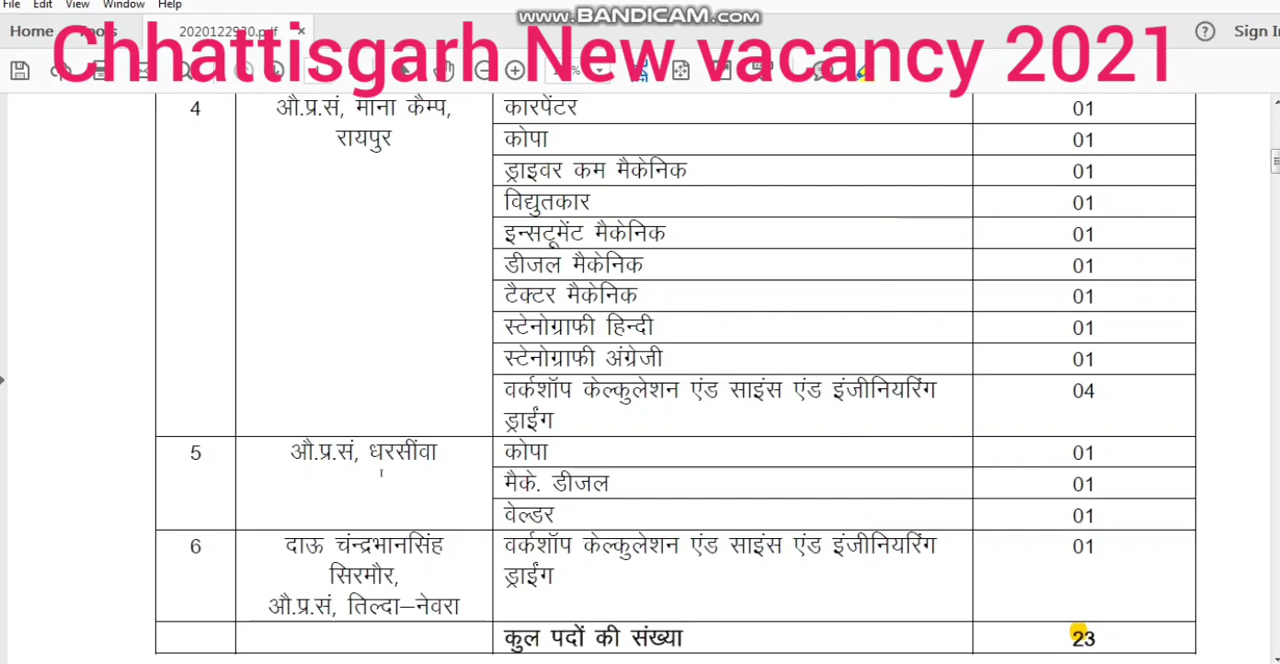 File Edit View Window Help
www.BANDICAM.com
Home Tools 2020122930.pdf × Sign In
Chhattisgarh New vacancy 2021
4 औ.प्र.सं, माना कैम्प, कारपेंटर 01
रायपुर कोपा 01
ड्राइवर कम मैकेनिक 01
विद्युतकार 01
इन्सटूमेंट मैकेनिक 01
डीजल मैकेनिक 01
टैक्टर मैकेनिक 01
स्टेनोग्राफी हिन्दी 01
स्टेनोग्राफी अंग्रेजी 01
वर्कशॉप केल्कुलेशन एंड साइंस एंड इंजीनियरिंग 04
ड्राईंग
5 औ.प्र.सं, धरसींवा कोपा 01
मैके. डीजल 01
वेल्डर 01
6 दाऊ चंन्द्रभानसिंह वर्कशॉप केल्कुलेशन एंड साइंस एंड इंजीनियरिंग 01
सिरमौर, ड्राईंग
औ.प्र.सं, तिल्दा–नेवरा
कुल पदों की संख्या 23